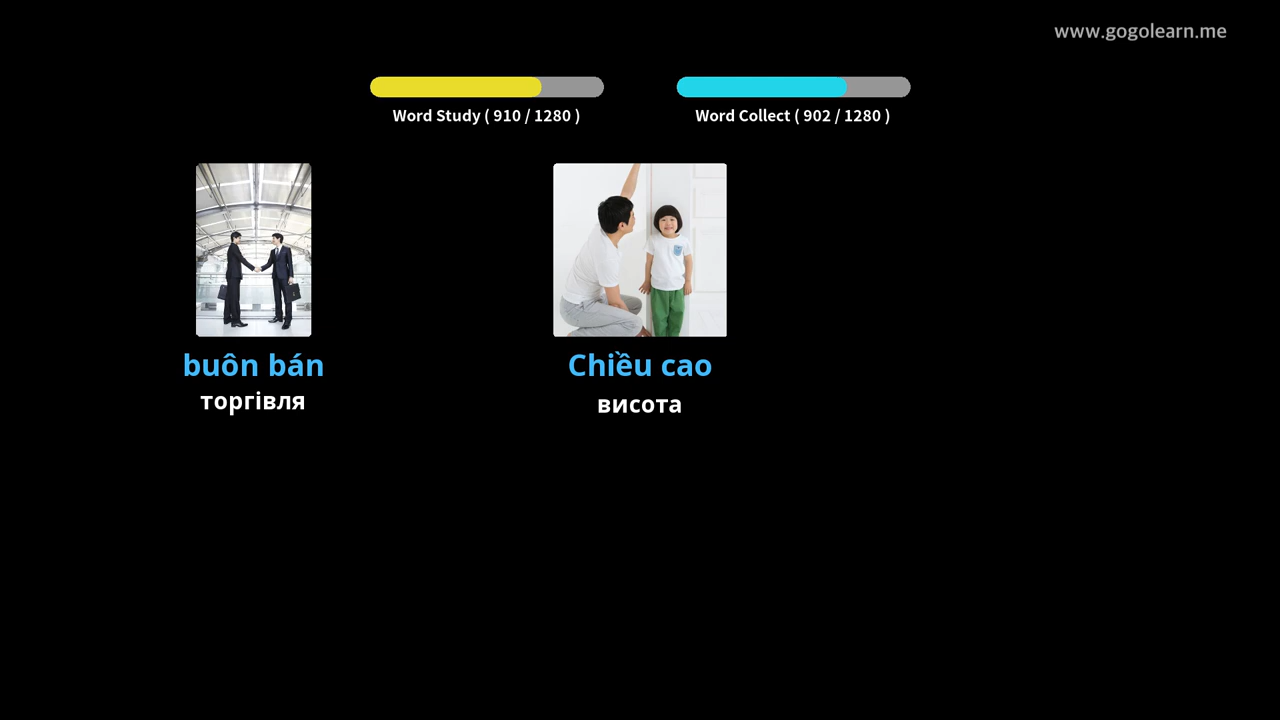 www.gogolearn.me
Word Study ( 910 / 1280 )
Word Collect ( 902 / 1280 )
buôn bán
торгівля
Chiều cao
висота